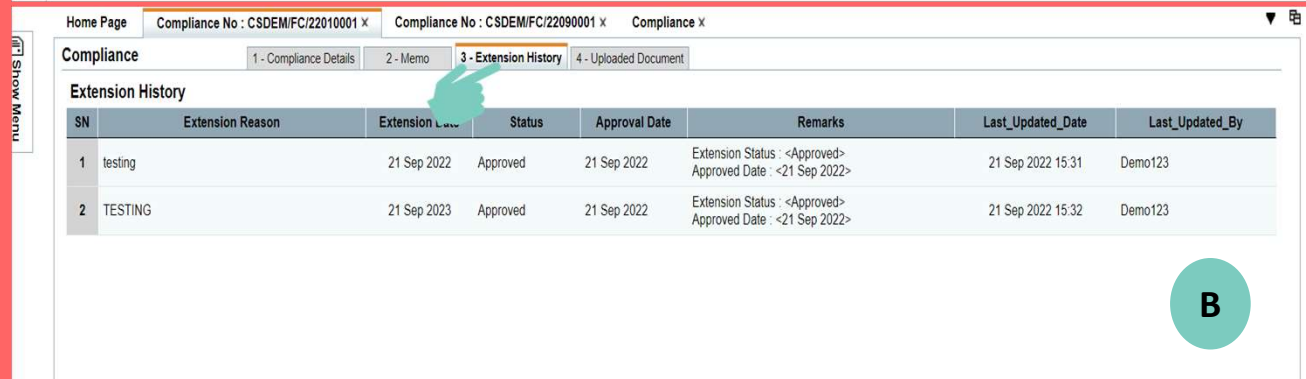 Home Page Compliance No : CSDEM/FC/22010001 x Compliance No : CSDEM/FC/22090001 x Compliance x
Show Menu
Compliance 1 - Compliance Details 2 - Memo 3 - Extension History 4 - Uploaded Document
Extension History
SN Extension Reason Extension Date Status Approval Date Remarks Last_Updated_Date Last_Updated_By
1 testing 21 Sep 2022 Approved 21 Sep 2022 Extension Status : <Approved> 21 Sep 2022 15:31 Demo123
Approved Date : <21 Sep 2022>
2 TESTING 21 Sep 2023 Approved 21 Sep 2022 Extension Status : <Approved> 21 Sep 2022 15:32 Demo123
Approved Date : <21 Sep 2022>
B